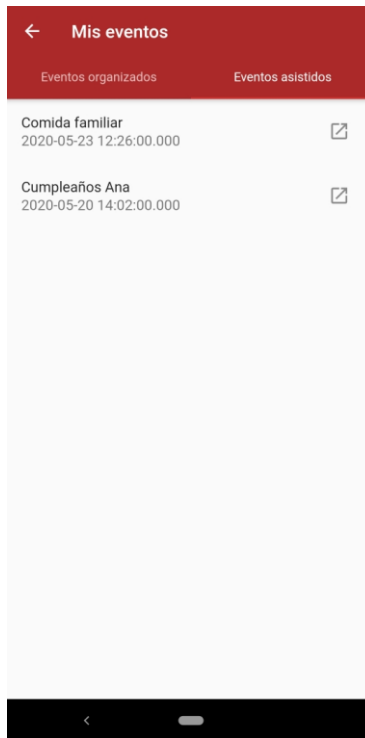 Mis eventos
Eventos organizados
Eventos asistidos
Comida familiar
2020-05-23 12:26:00.000
Cumpleaños Ana
2020-05-20 14:02:00.000